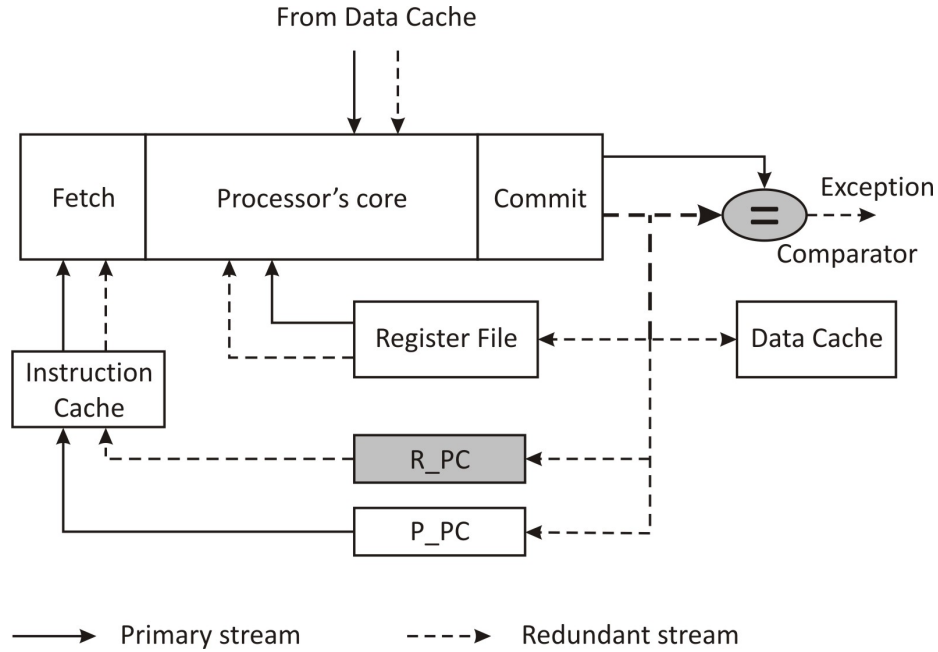 From Data Cache
Fetch
Processor's core
Commit
=
Exception
Comparator
Register File
Data Cache
Instruction
Cache
R_PC
P_PC
Primary stream
Redundant stream